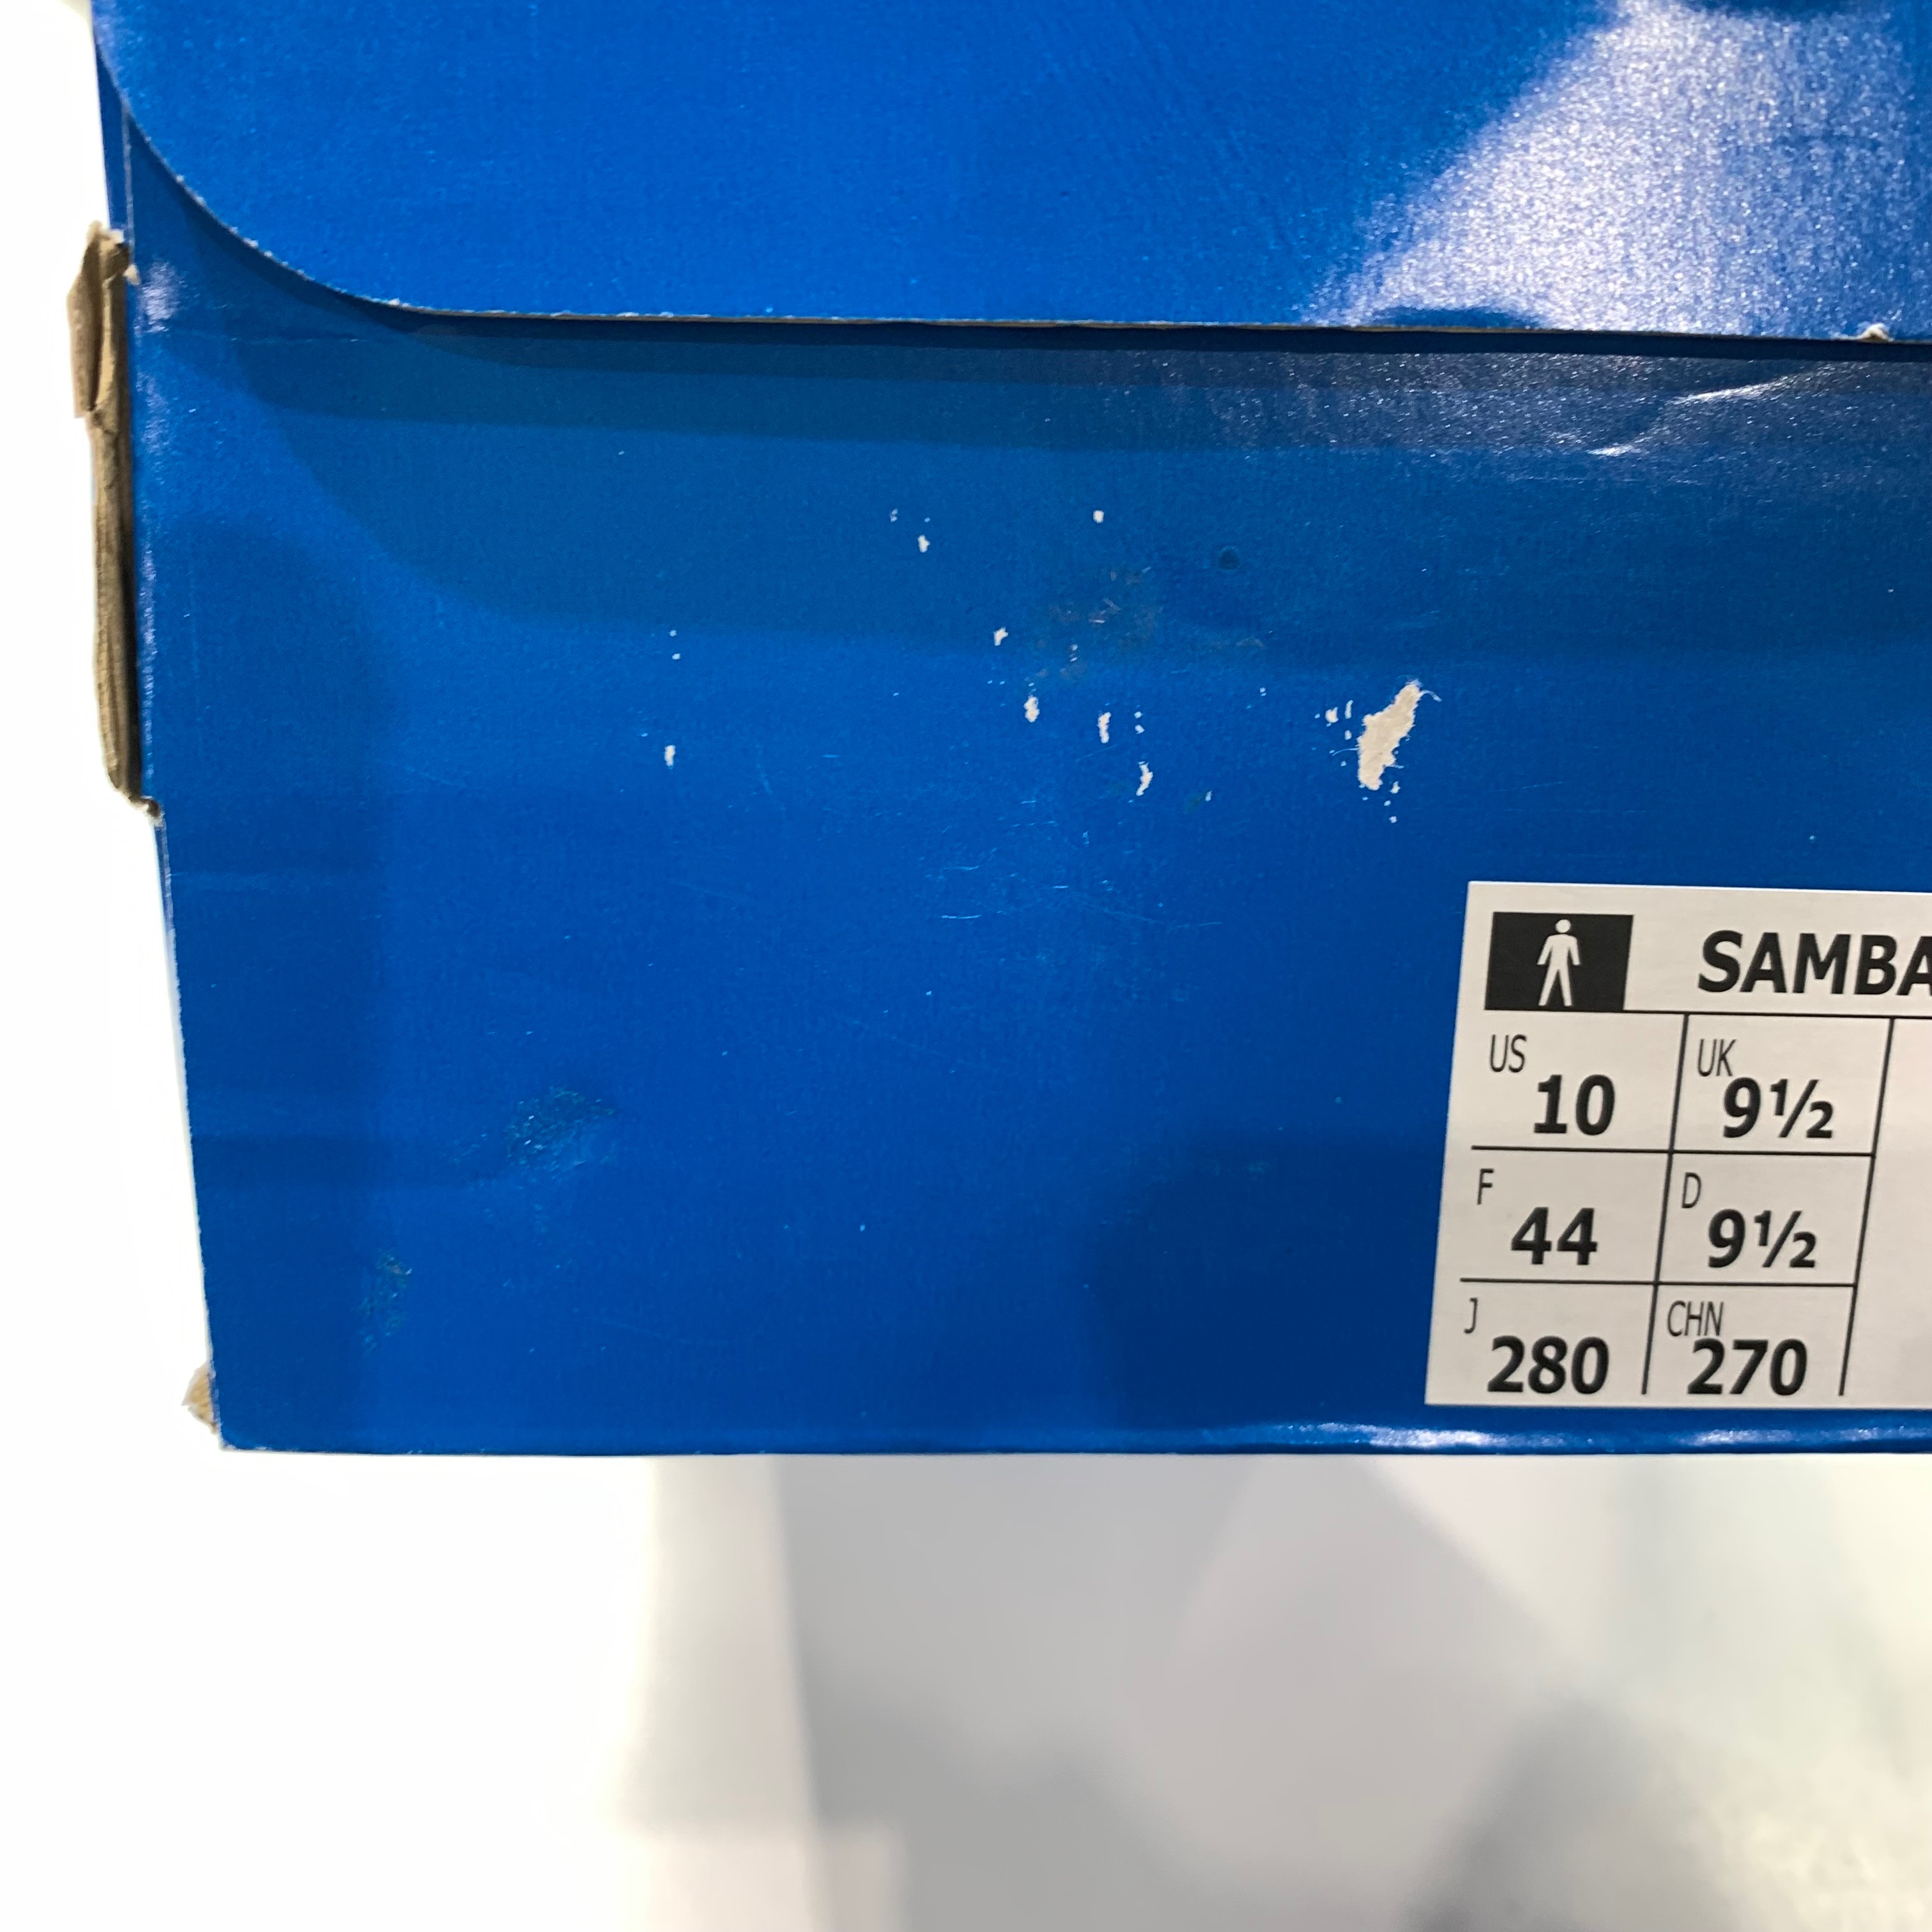 SAMBA
US 10 UK 9½
F 44 D 9½
J 280 CHN 270